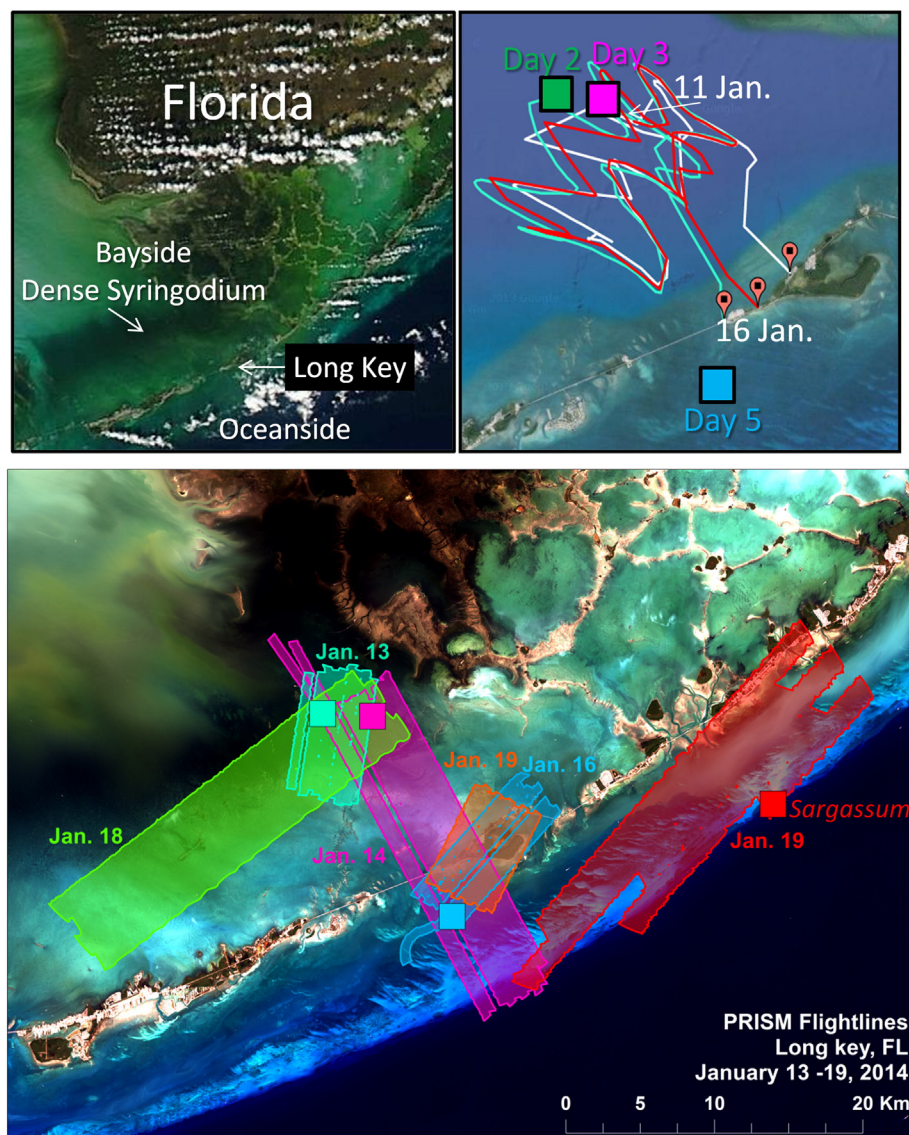 Florida
Bayside
Dense Syringodium
Long Key
Oceanside
Day 2
Day 3
11 Jan.
16 Jan.
Day 5
Jan. 13
Jan. 19
Jan. 16
Jan. 18
Jan. 14
Sargassum
Jan. 19
PRISM Flightlines
Long key, FL
January 13 -19, 2014
0 5 10 20 Km